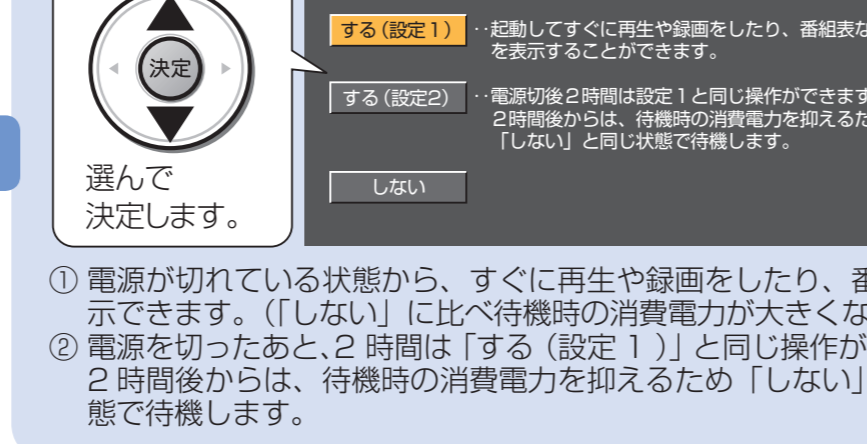 決定
選んで
決定します。
する（設定１）‥起動してすぐに再生や録画をしたり、番組表な
を表示することができます。
する（設定2）‥電源切後２時間は設定１と同じ操作ができます
２時間後からは、待機時の消費電力を抑えるた
「しない」と同じ状態で待機します。
しない
① 電源が切れている状態から、すぐに再生や録画をしたり、番
示できます。（「しない」に比べ待機時の消費電力が大きくな
② 電源を切ったあと、2 時間は「する（設定 1 ）」と同じ操作が
2 時間後からは、待機時の消費電力を抑えるため「しない」
態で待機します。